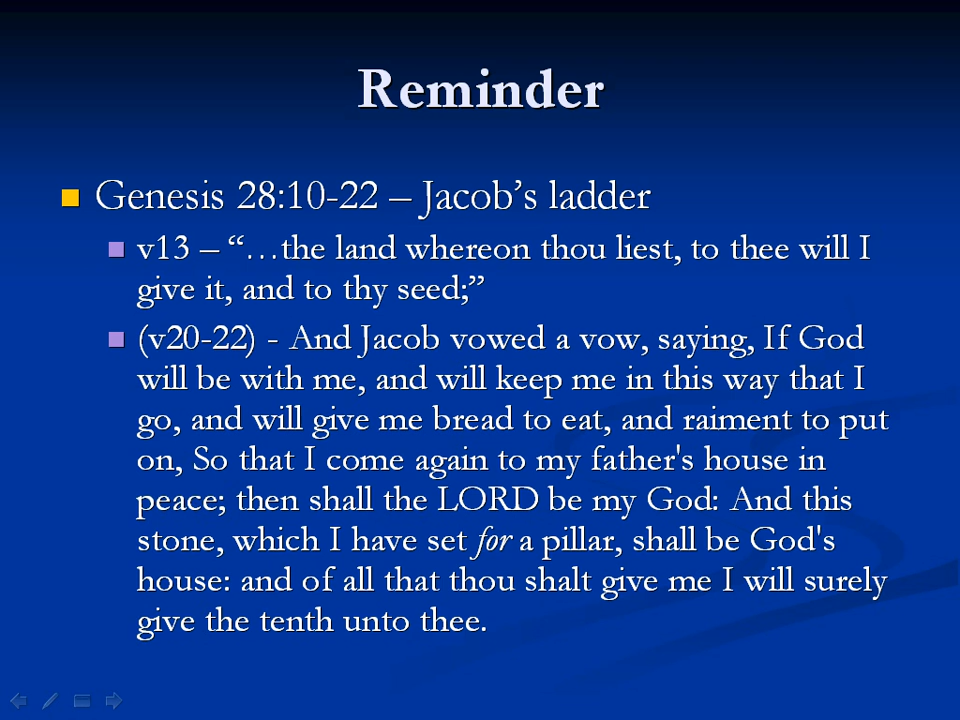 Reminder
Genesis 28:10-22 – Jacob’s ladder
v13 – “…the land whereon thou liest, to thee will I
give it, and to thy seed;”
(v20-22) - And Jacob vowed a vow, saying, If God
will be with me, and will keep me in this way that I
go, and will give me bread to eat, and raiment to put
on, So that I come again to my father's house in
peace; then shall the LORD be my God: And this
stone, which I have set for a pillar, shall be God's
house: and of all that thou shalt give me I will surely
give the tenth unto thee.